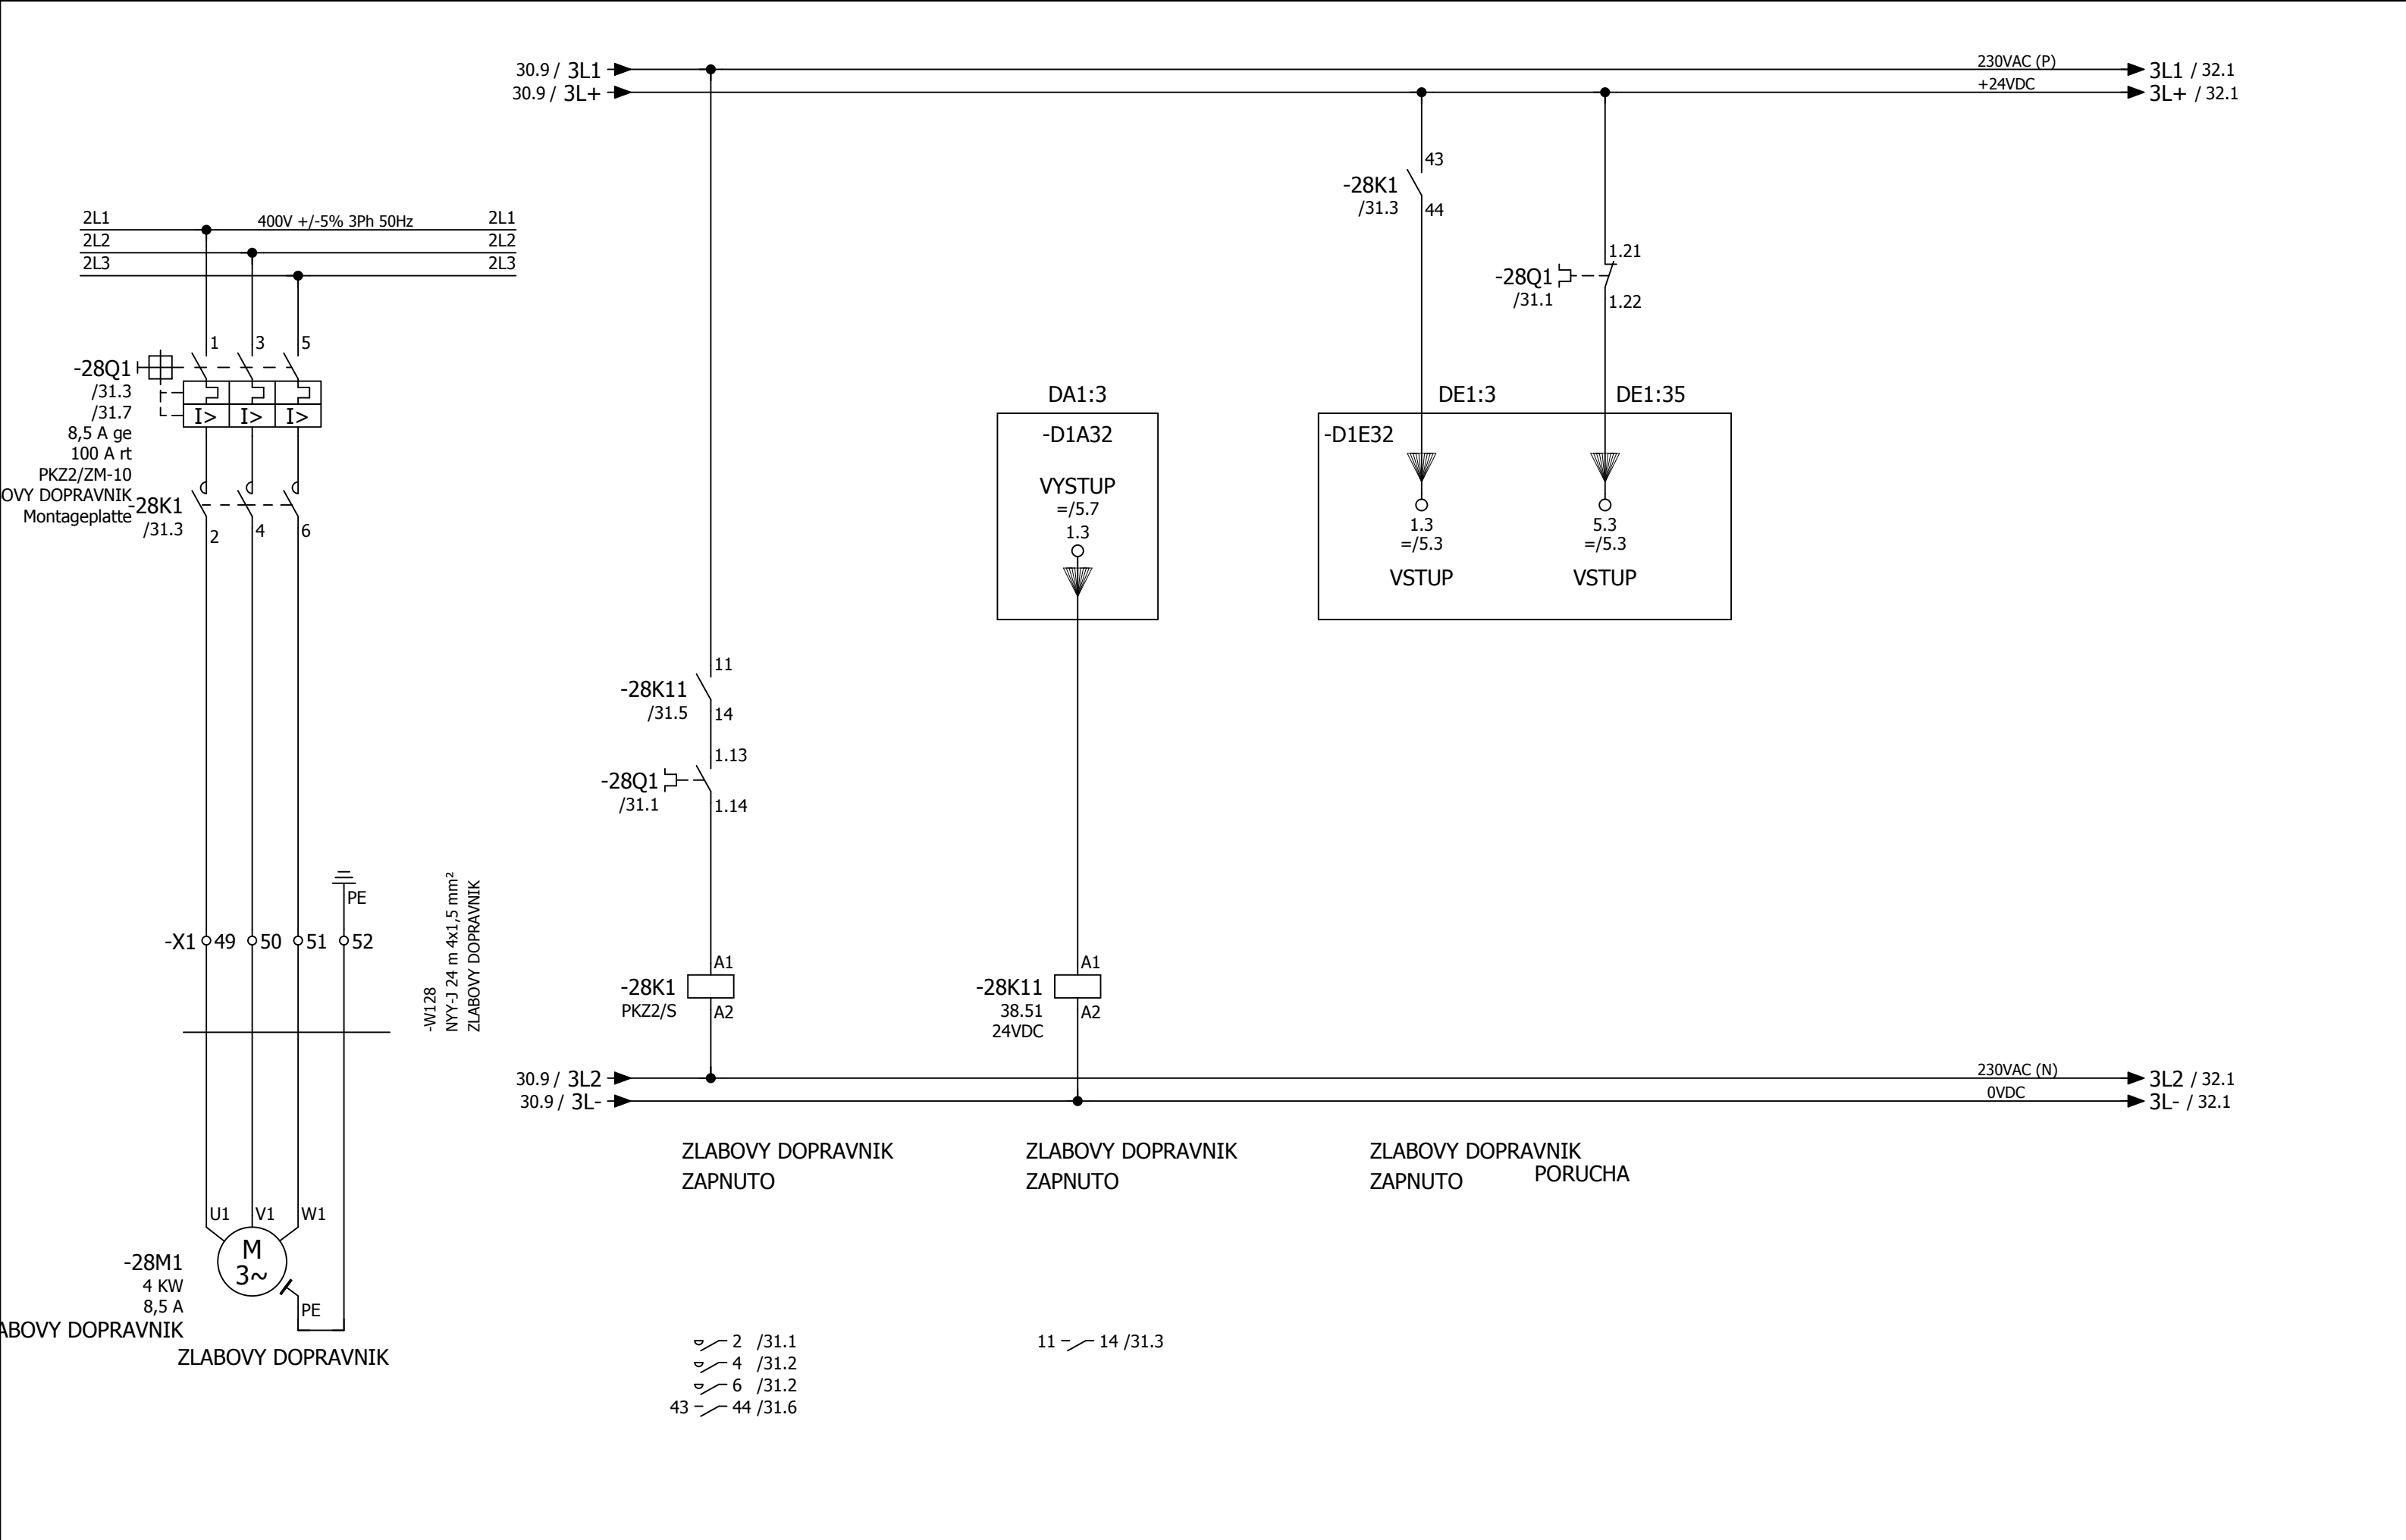 30.9 / 3L1
230VAC (P)
3L1 / 32.1
30.9 / 3L+
+24VDC
3L+ / 32.1
43
-28K1
/31.3
44
2L1
400V +/-5% 3Ph 50Hz
2L1
2L2
2L2
2L3
2L3
1.21
-28Q1
/31.1
1.22
1
3
5
-28Q1
/31.3
/31.7
8,5 A ge
100 A rt
PKZ2/ZM-10
OVY DOPRAVNIK
Montageplatte
I>
I>
I>
-28K1
/31.3
2
4
6
DA1:3
-D1A32
VYSTUP
=/5.7
1.3
DE1:3
DE1:35
-D1E32
1.3
=/5.3
VSTUP
5.3
=/5.3
VSTUP
11
-28K11
/31.5
14
1.13
-28Q1
/31.1
1.14
PE
-X1
49
50
51
52
-W128
NYY-J 24 m 4x1,5 mm²
ZLABOVY DOPRAVNIK
A1
-28K1
PKZ2/S
A2
A1
-28K11
38.51
24VDC
A2
30.9 / 3L2
230VAC (N)
3L2 / 32.1
30.9 / 3L-
0VDC
3L- / 32.1
ZLABOVY DOPRAVNIK
ZAPNUTO
ZLABOVY DOPRAVNIK
ZAPNUTO
ZLABOVY DOPRAVNIK
ZAPNUTO
PORUCHA
U1
V1
W1
M
3~
-28M1
4 KW
8,5 A
ABOVY DOPRAVNIK
PE
ZLABOVY DOPRAVNIK
2 /31.1
4 /31.2
6 /31.2
43 44 /31.6
11 14 /31.3